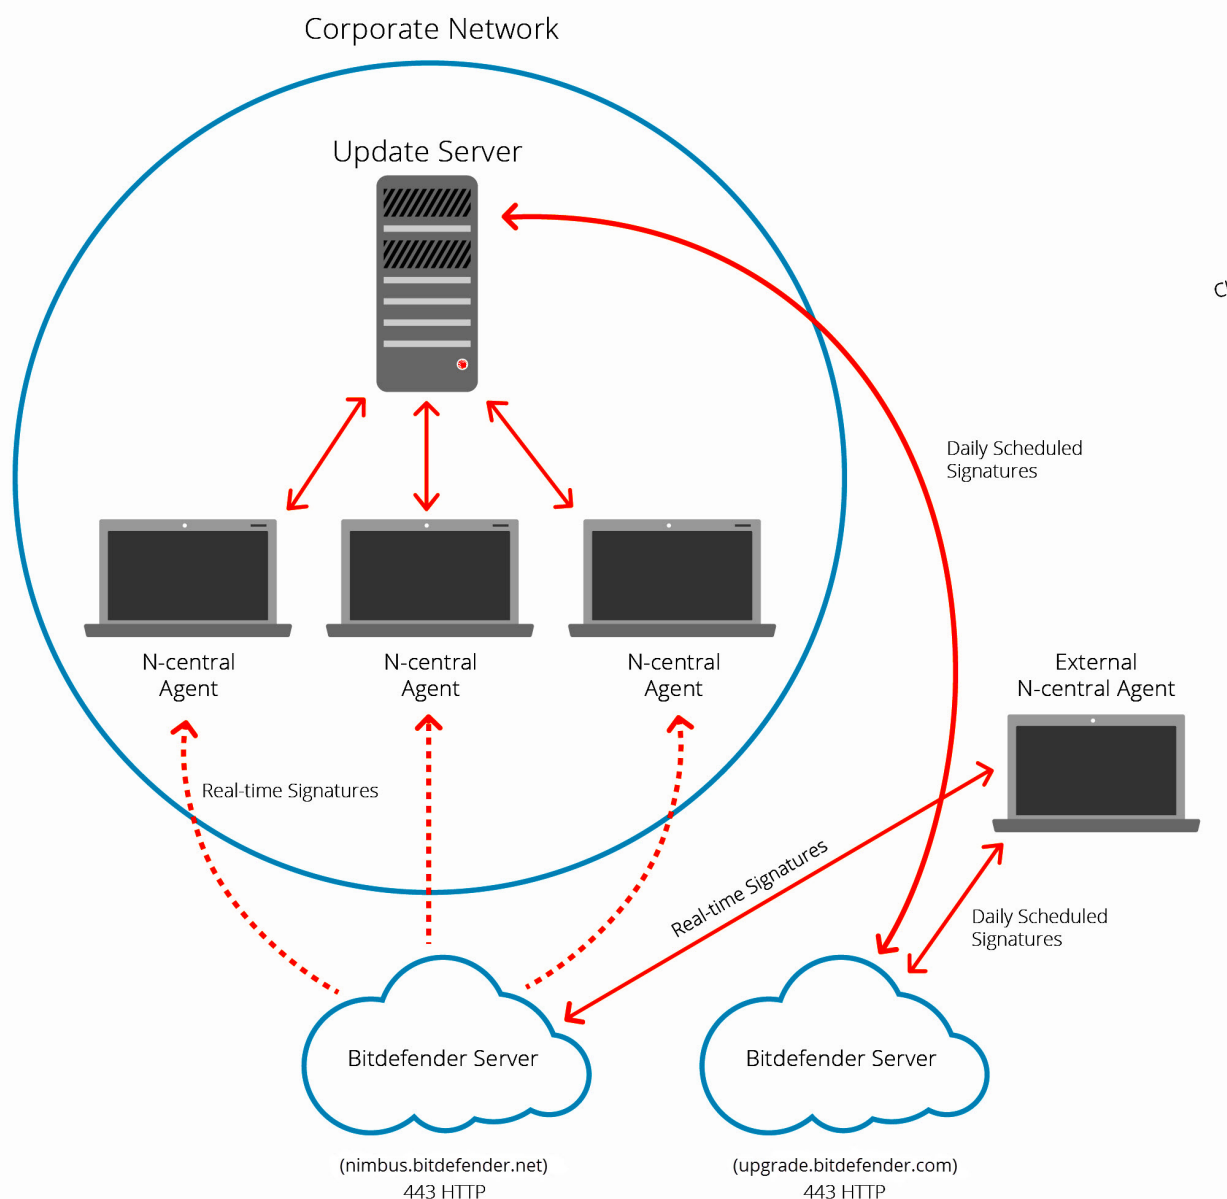 Corporate Network
Update Server
Daily Scheduled
Signatures
N-central
Agent
N-central
Agent
N-central
Agent
External
N-central Agent
Real-time Signatures
Real-time Signatures
Daily Scheduled
Signatures
Bitdefender Server
Bitdefender Server
(nimbus.bitdefender.net)
443 HTTP
(upgrade.bitdefender.com)
443 HTTP